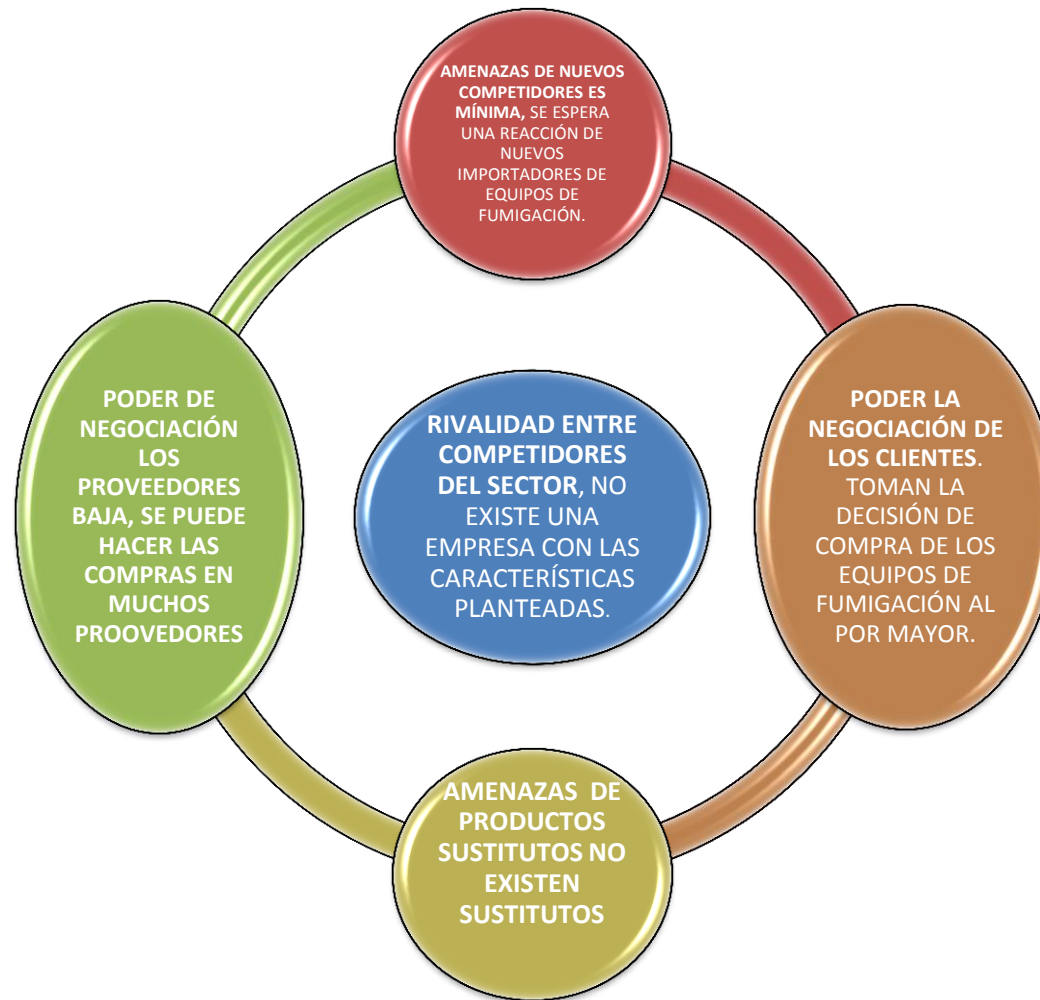 AMENAZAS DE NUEVOS
COMPETIDORES ES
MÍNIMA, SE ESPERA
UNA REACCIÓN DE
NUEVOS
IMPORTADORES DE
EQUIPOS DE
FUMIGACIÓN.
PODER DE
NEGOCIACIÓN
LOS
PROVEEDORES
BAJA, SE PUEDE
HACER LAS
COMPRAS EN
MUCHOS
PROOVEDORES
RIVALIDAD ENTRE
COMPETIDORES
DEL SECTOR, NO
EXISTE UNA
EMPRESA CON LAS
CARACTERÍSTICAS
PLANTEADAS.
PODER LA
NEGOCIACIÓN DE
LOS CLIENTES.
TOMAN LA
DECISIÓN DE
COMPRA DE LOS
EQUIPOS DE
FUMIGACIÓN AL
POR MAYOR.
AMENAZAS DE
PRODUCTOS
SUSTITUTOS NO
EXISTEN
SUSTITUTOS